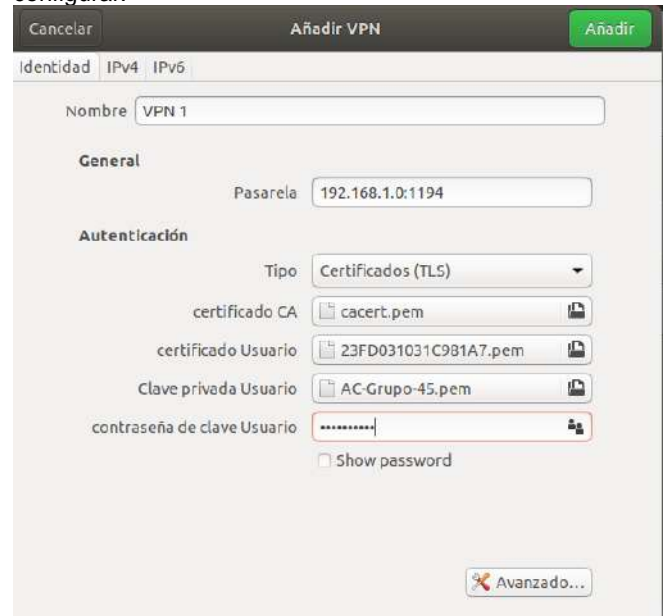 configurar.
Cancelar Añadir VPN Añadir
Identidad IPv4 IPv6
Nombre VPN 1
General
Pasarela 192.168.1.0:1194
Autenticación
Tipo Certificados (TLS)
certificado CA cacert.pem
certificado Usuario 23FD031031C981A7.pem
Clave privada Usuario AC-Grupo-45.pem
contraseña de clave Usuario ••••••••••
Show password
Avanzado...